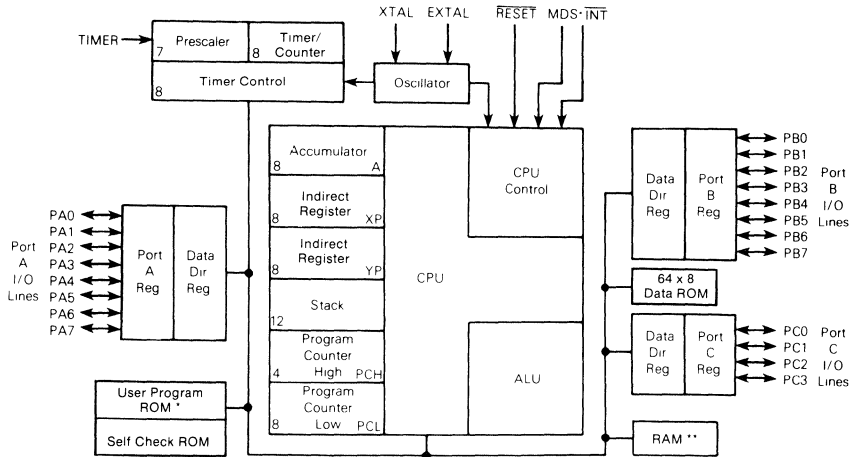 XTAL EXTAL RESET MDS INT
TIMER
Prescaler
7
Timer/
Counter
8
Timer Control
8
Oscillator
Accumulator
8 A
Indirect
Register
8 XP
Indirect
Register
8 YP
Stack
12
Program
Counter
High
4 PCH
Program
Counter
Low
8 PCL
CPU
CPU
Control
ALU
Port
A
I/O
Lines
PA0
PA1
PA2
PA3
PA4
PA5
PA6
PA7
Port
A
Reg
Data
Dir
Reg
User Program
ROM *
Self Check ROM
Data
Dir
Reg
Port
B
Reg
PB0
PB1
PB2
PB3
PB4
PB5
PB6
PB7
Port
B
I/O
Lines
64 x 8
Data ROM
Data
Dir
Reg
Port
C
Reg
PC0
PC1
PC2
PC3
Port
C
I/O
Lines
RAM **